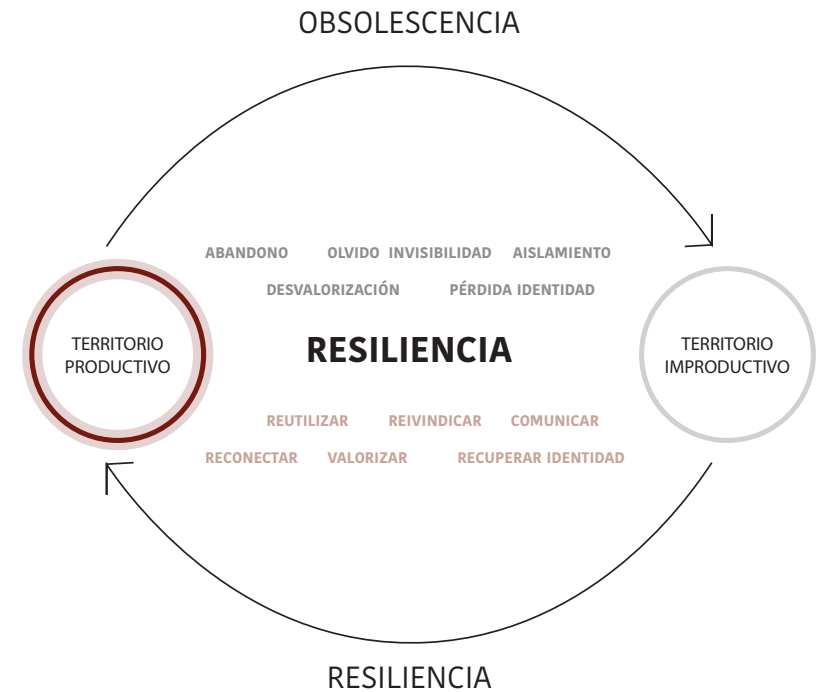 OBSOLESCENCIA
ABANDONO OLVIDO INVISIBILIDAD AISLAMIENTO
DESVALORIZACIÓN PÉRDIDA IDENTIDAD
TERRITORIO
PRODUCTIVO
RESILIENCIA
TERRITORIO
IMPRODUCTIVO
REUTILIZAR REIVINDICAR COMUNICAR
RECONECTAR VALORIZAR RECUPERAR IDENTIDAD
RESILIENCIA